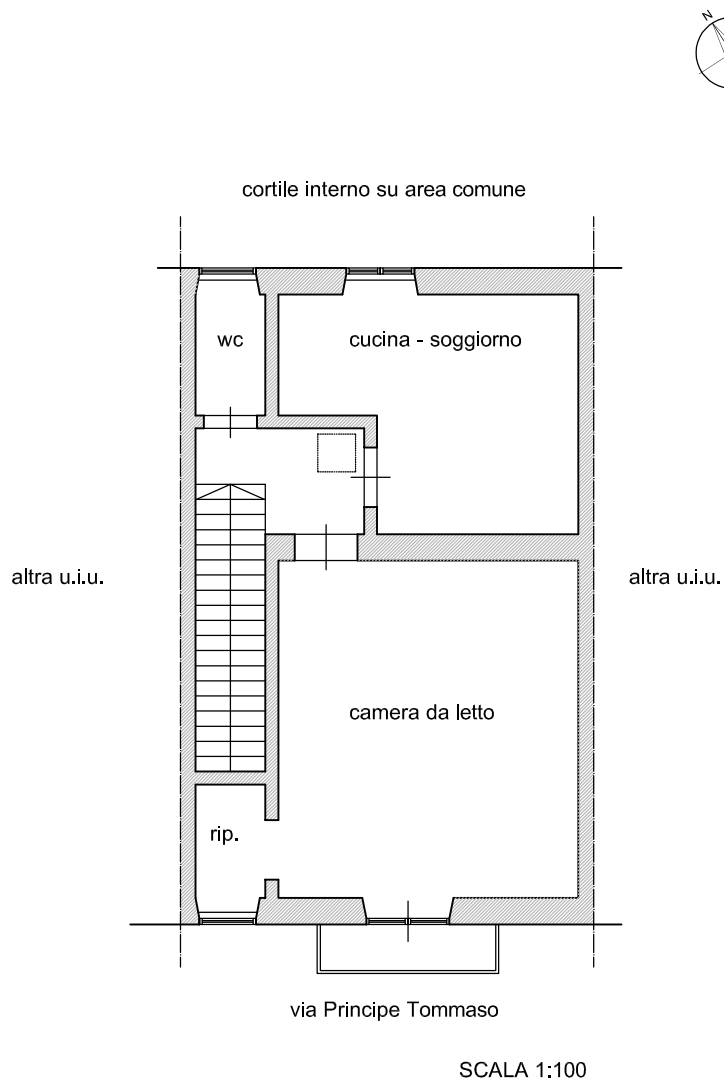 N
cortile interno su area comune
wc
cucina - soggiorno
altra u.i.u.
altra u.i.u.
camera da letto
rip.
via Principe Tommaso
SCALA 1:100